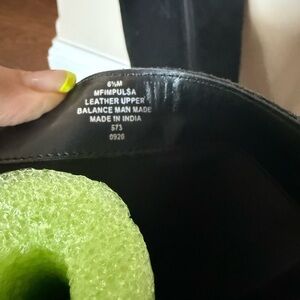 6½M
MFIMPULSA
LEATHER UPPER
BALANCE MAN MADE
MADE IN INDIA
573
0920